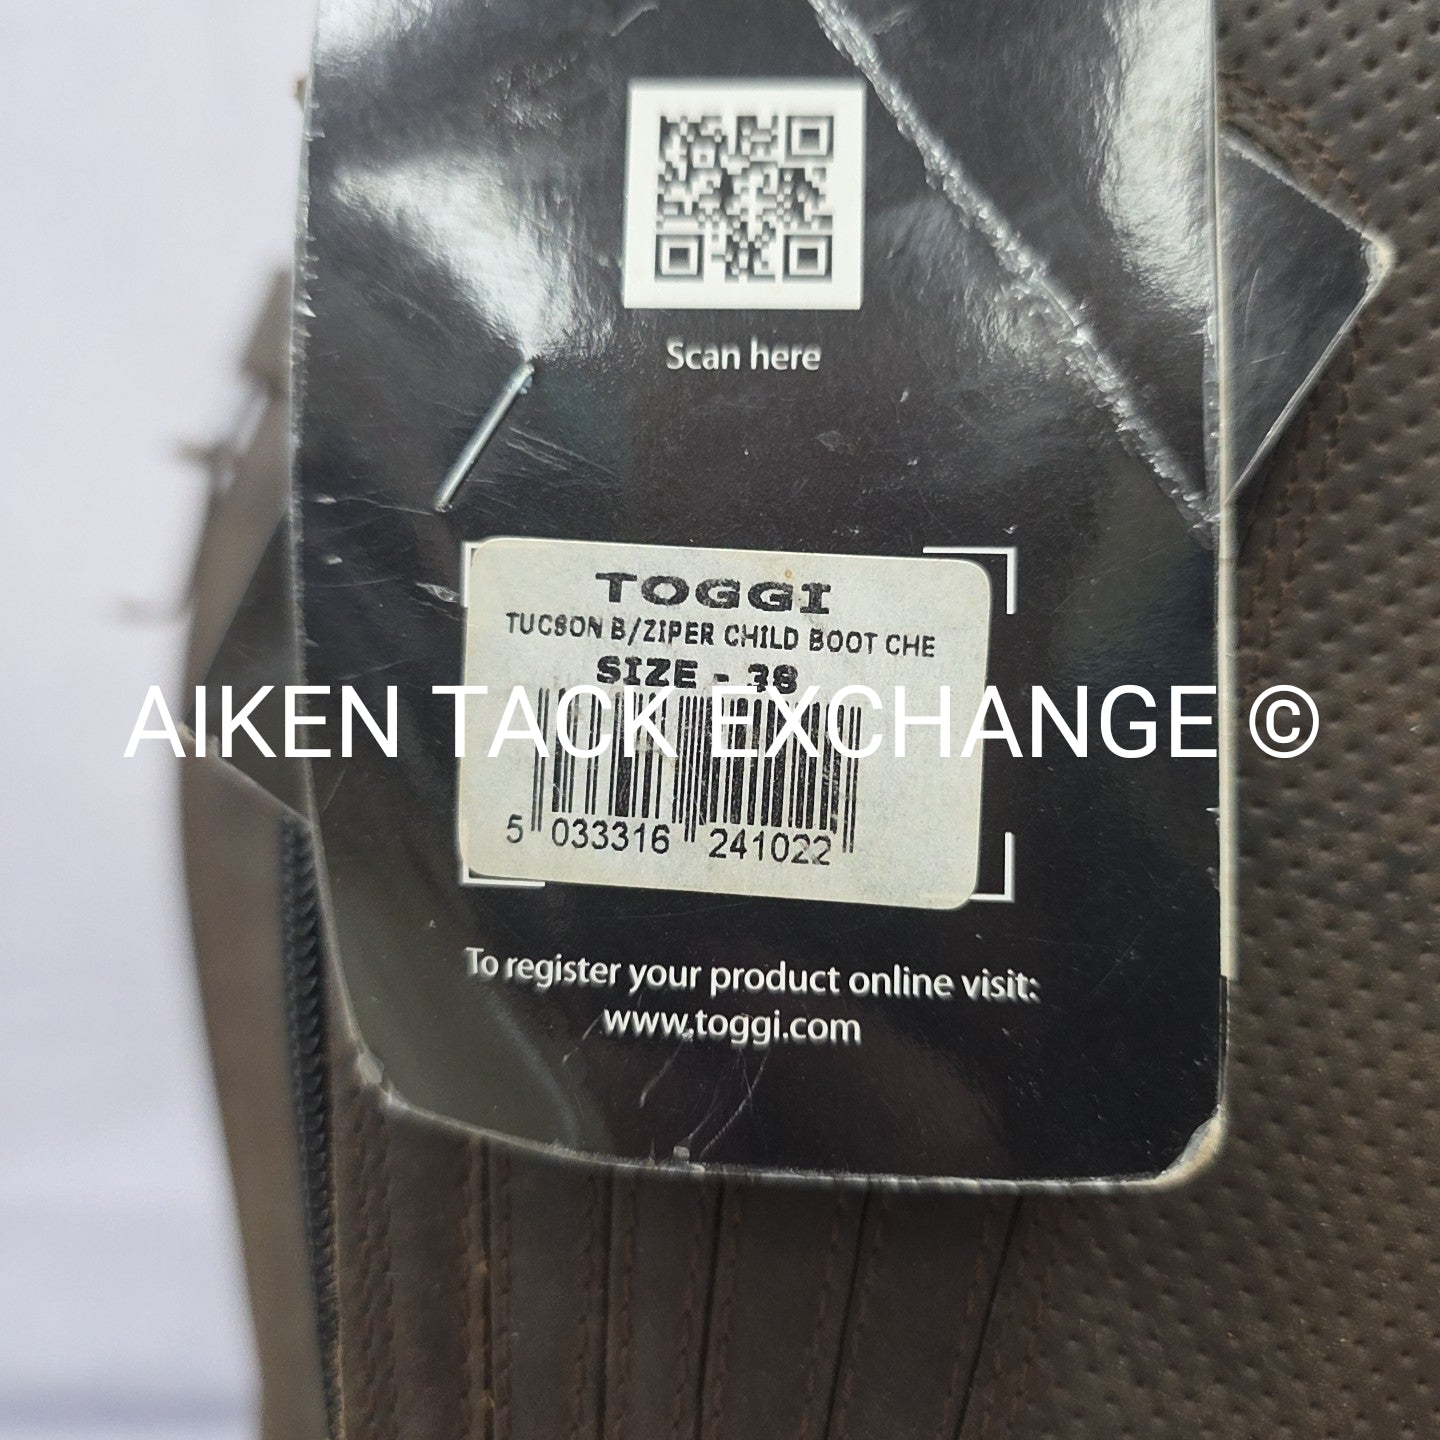 Scan here
TOGGI
TUCSON B/ZIPER CHILD BOOT CHE
SIZE - 38
AIKEN TACK EXCHANGE ©
5 033316 241022
To register your product online visit:
www.toggi.com